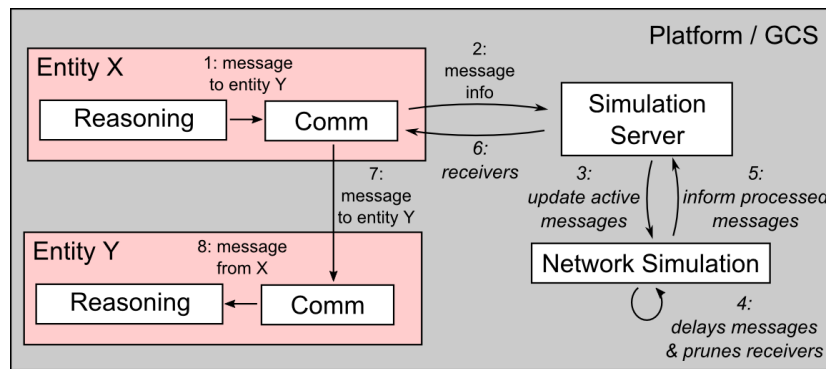 Platform / GCS
Entity X
1: message
to entity Y
Reasoning
Comm
2:
message
info
Simulation
Server
6:
receivers
3:
update active
messages
5:
inform processed
messages
7:
message
to entity Y
Entity Y
8: message
from X
Reasoning
Comm
Network Simulation
4:
delays messages
& prunes receivers